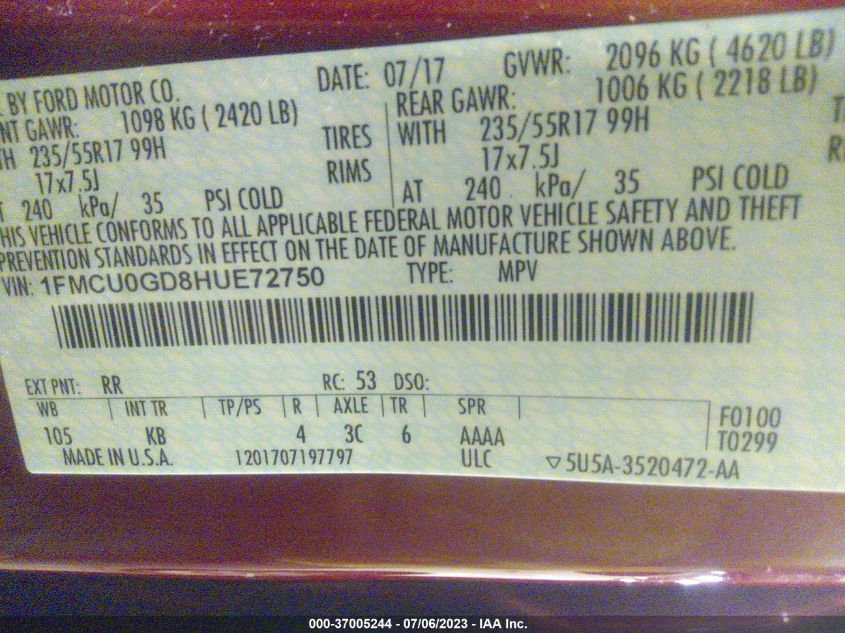 . BY FORD MOTOR CO. DATE: 07/17 GVWR: 2096 KG ( 4620 LB)
NT GAWR: 1098 KG ( 2420 LB) REAR GAWR: 1006 KG ( 2218 LB)
TH 235/55R17 99H TIRES WITH 235/55R17 99H
17x7.5J RIMS 17x7.5J
T 240 kPa/ 35 PSI COLD AT 240 kPa/ 35 PSI COLD
HIS VEHICLE CONFORMS TO ALL APPLICABLE FEDERAL MOTOR VEHICLE SAFETY AND THEFT
PREVENTION STANDARDS IN EFFECT ON THE DATE OF MANUFACTURE SHOWN ABOVE.
VIN: 1FMCU0GD8HUE72750 TYPE: MPV
EXT PNT: RR RC: 53 DSO:
WB INT TR TP/PS R AXLE TR SPR F0100
105 KB 4 3C 6 AAAA T0299
MADE IN U.S.A. 1201707197797 ULC ▽5U5A-3520472-AA
000-37005244 / 07/06/2023 - IAA Inc.